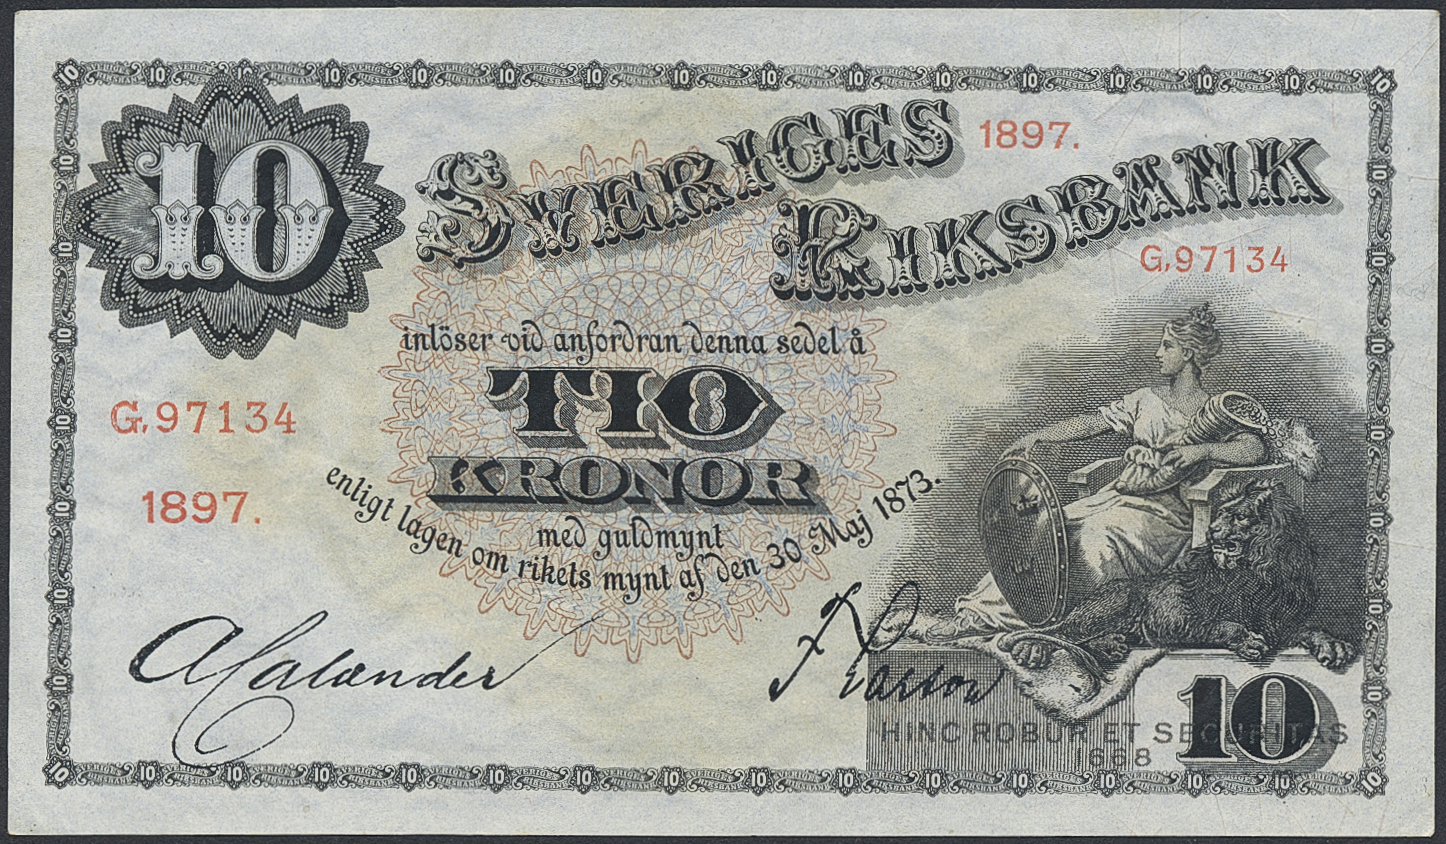 10
SVERIGES
1897.
RIKSBANK
G,97134
inlöser vid anfordran denna sedel å
TIO
KRONOR
G,97134
1897.
med guldmynt
enligt lagen om rikets mynt af den 30 Maj 1873.
HINC ROBUR ET SECURITAS
1668
10